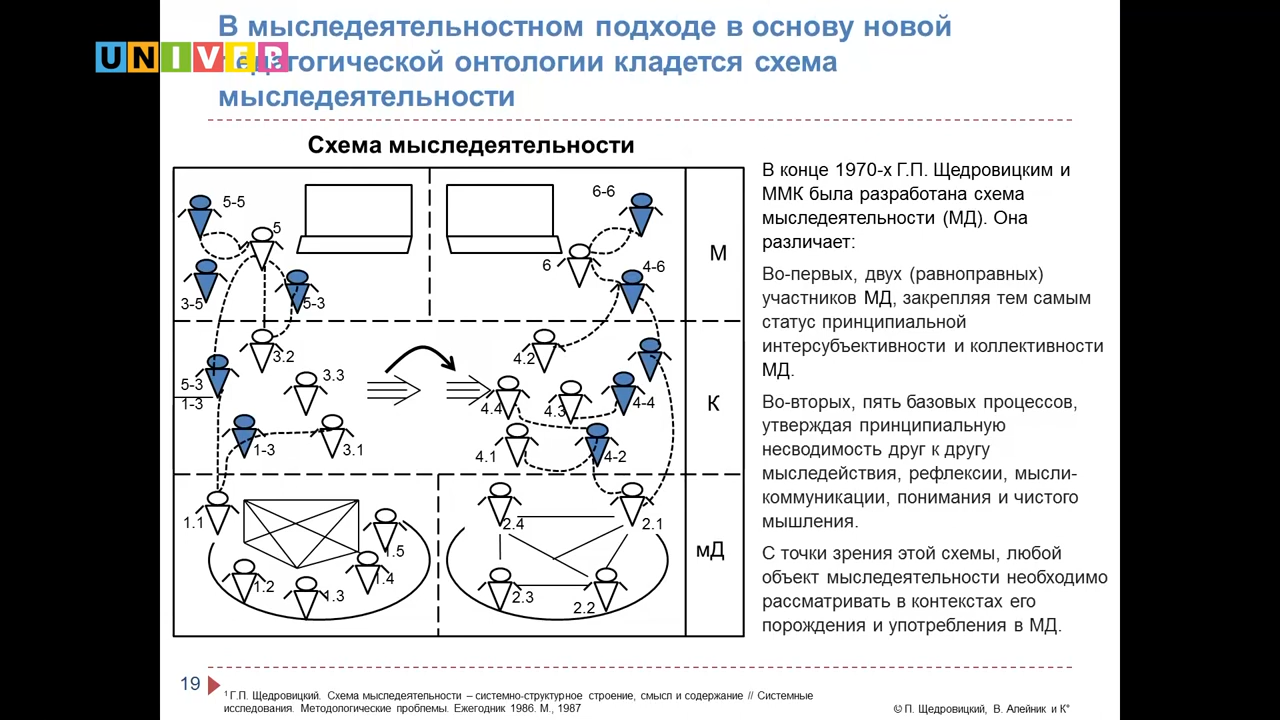 В мыследеятельностном подходе в основу новой
UNIVER
педагогической онтологии кладется схема
мыследеятельности
Схема мыследеятельности
5-5
5
3-5
5-3
6-6
6
4-6
М
3.2
5-3
1-3
3.3
1-3
3.1
4.2
4.4
4.3
4-4
4.1
4-2
К
1.1
1.5
1.2
1.4
1.3
2.4
2.1
2.3
2.2
мД
В конце 1970-х Г.П. Щедровицким и
ММК была разработана схема
мыследеятельности (МД). Она
различает:
Во-первых, двух (равноправных)
участников МД, закрепляя тем самым
статус принципиальной
интерсубъективности и коллективности
МД.
Во-вторых, пять базовых процессов,
утверждая принципиальную
несводимость друг к другу
мыследействия, рефлексии, мысли-
коммуникации, понимания и чистого
мышления.
С точки зрения этой схемы, любой
объект мыследеятельности необходимо
рассматривать в контекстах его
порождения и употребления в МД.
19
1 Г.П. Щедровицкий. Схема мыследеятельности – системно-структурное строение, смысл и содержание // Системные
исследования. Методологические проблемы. Ежегодник 1986. М., 1987
© П. Щедровицкий, В. Алейник и К°